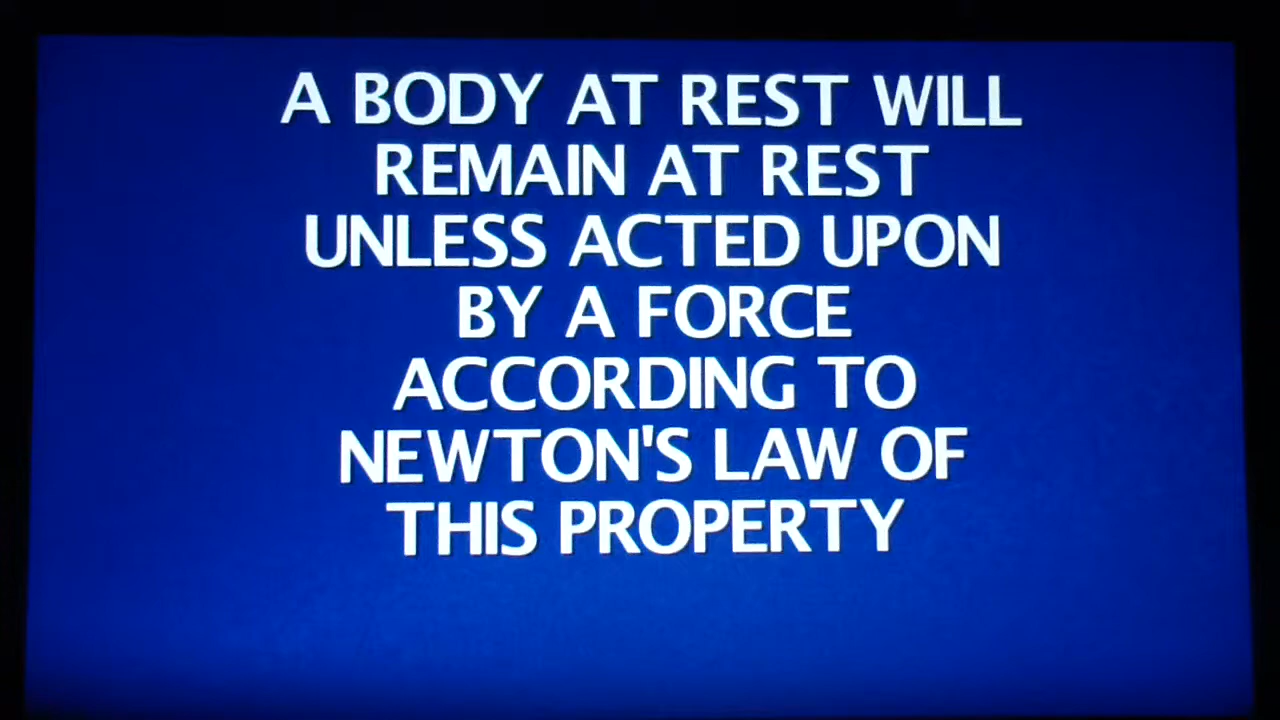 A BODY AT REST WILL
REMAIN AT REST
UNLESS ACTED UPON
BY A FORCE
ACCORDING TO
NEWTON'S LAW OF
THIS PROPERTY